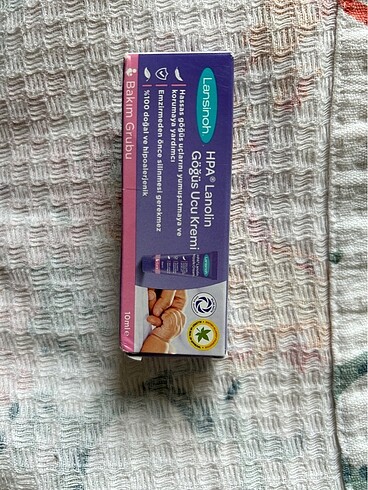 Lansinoh
HPA® Lanolin
Göğüs Ucu Kremi
Hassas göğüs uçlarını yumuşatmaya ve
korumaya yardımcı
Emzirmeden önce silinmesi gerekmez
%100 doğal ve hipoalerjenik
Bakım Grubu
10ml e
Lansinoh